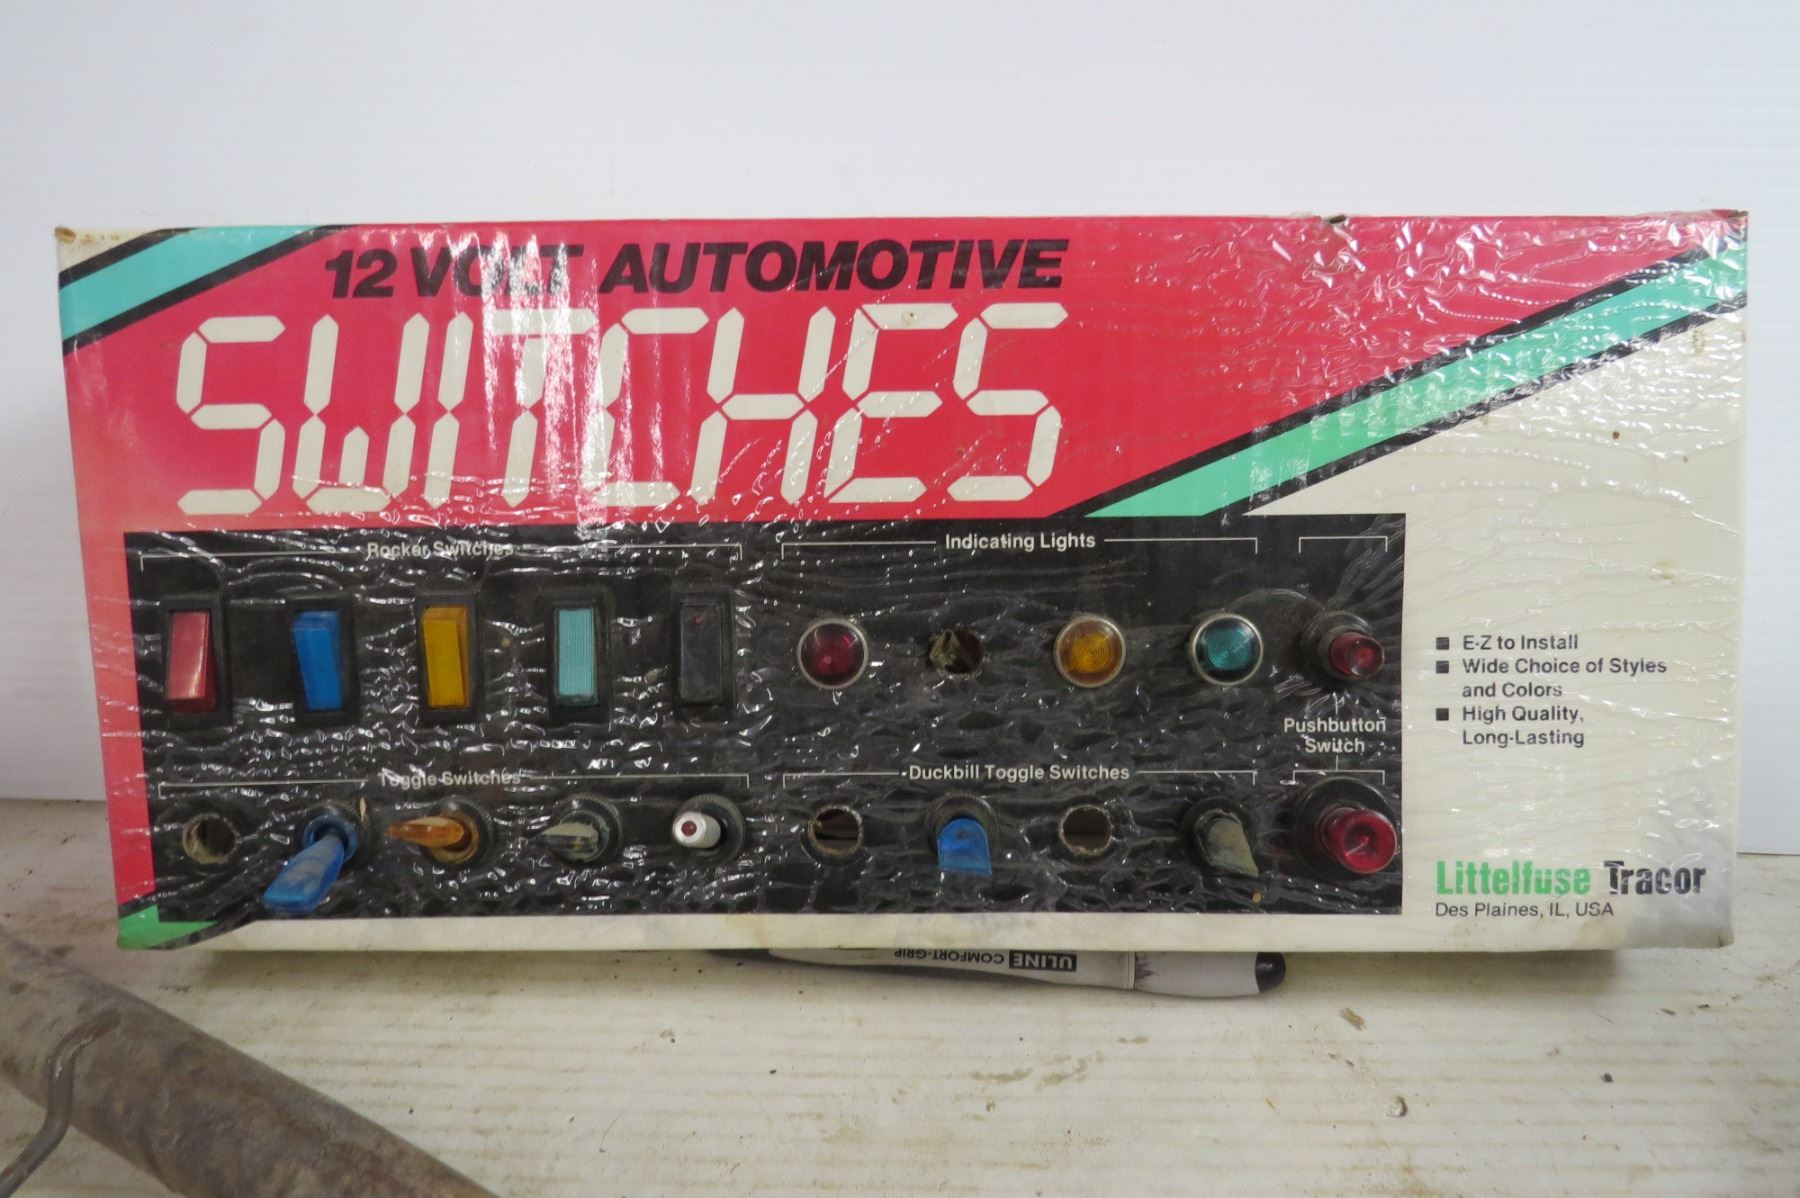 12 VOLT AUTOMOTIVE
SWITCHES
Rocker Switches
Indicating Lights
Pushbutton
Switch
Toggle Switches
Duckbill Toggle Switches
■ E-Z to Install
■ Wide Choice of Styles
and Colors
■ High Quality,
Long-Lasting
Littelfuse Tracor
Des Plaines, IL, USA
ULINE COMFORT-GRIP